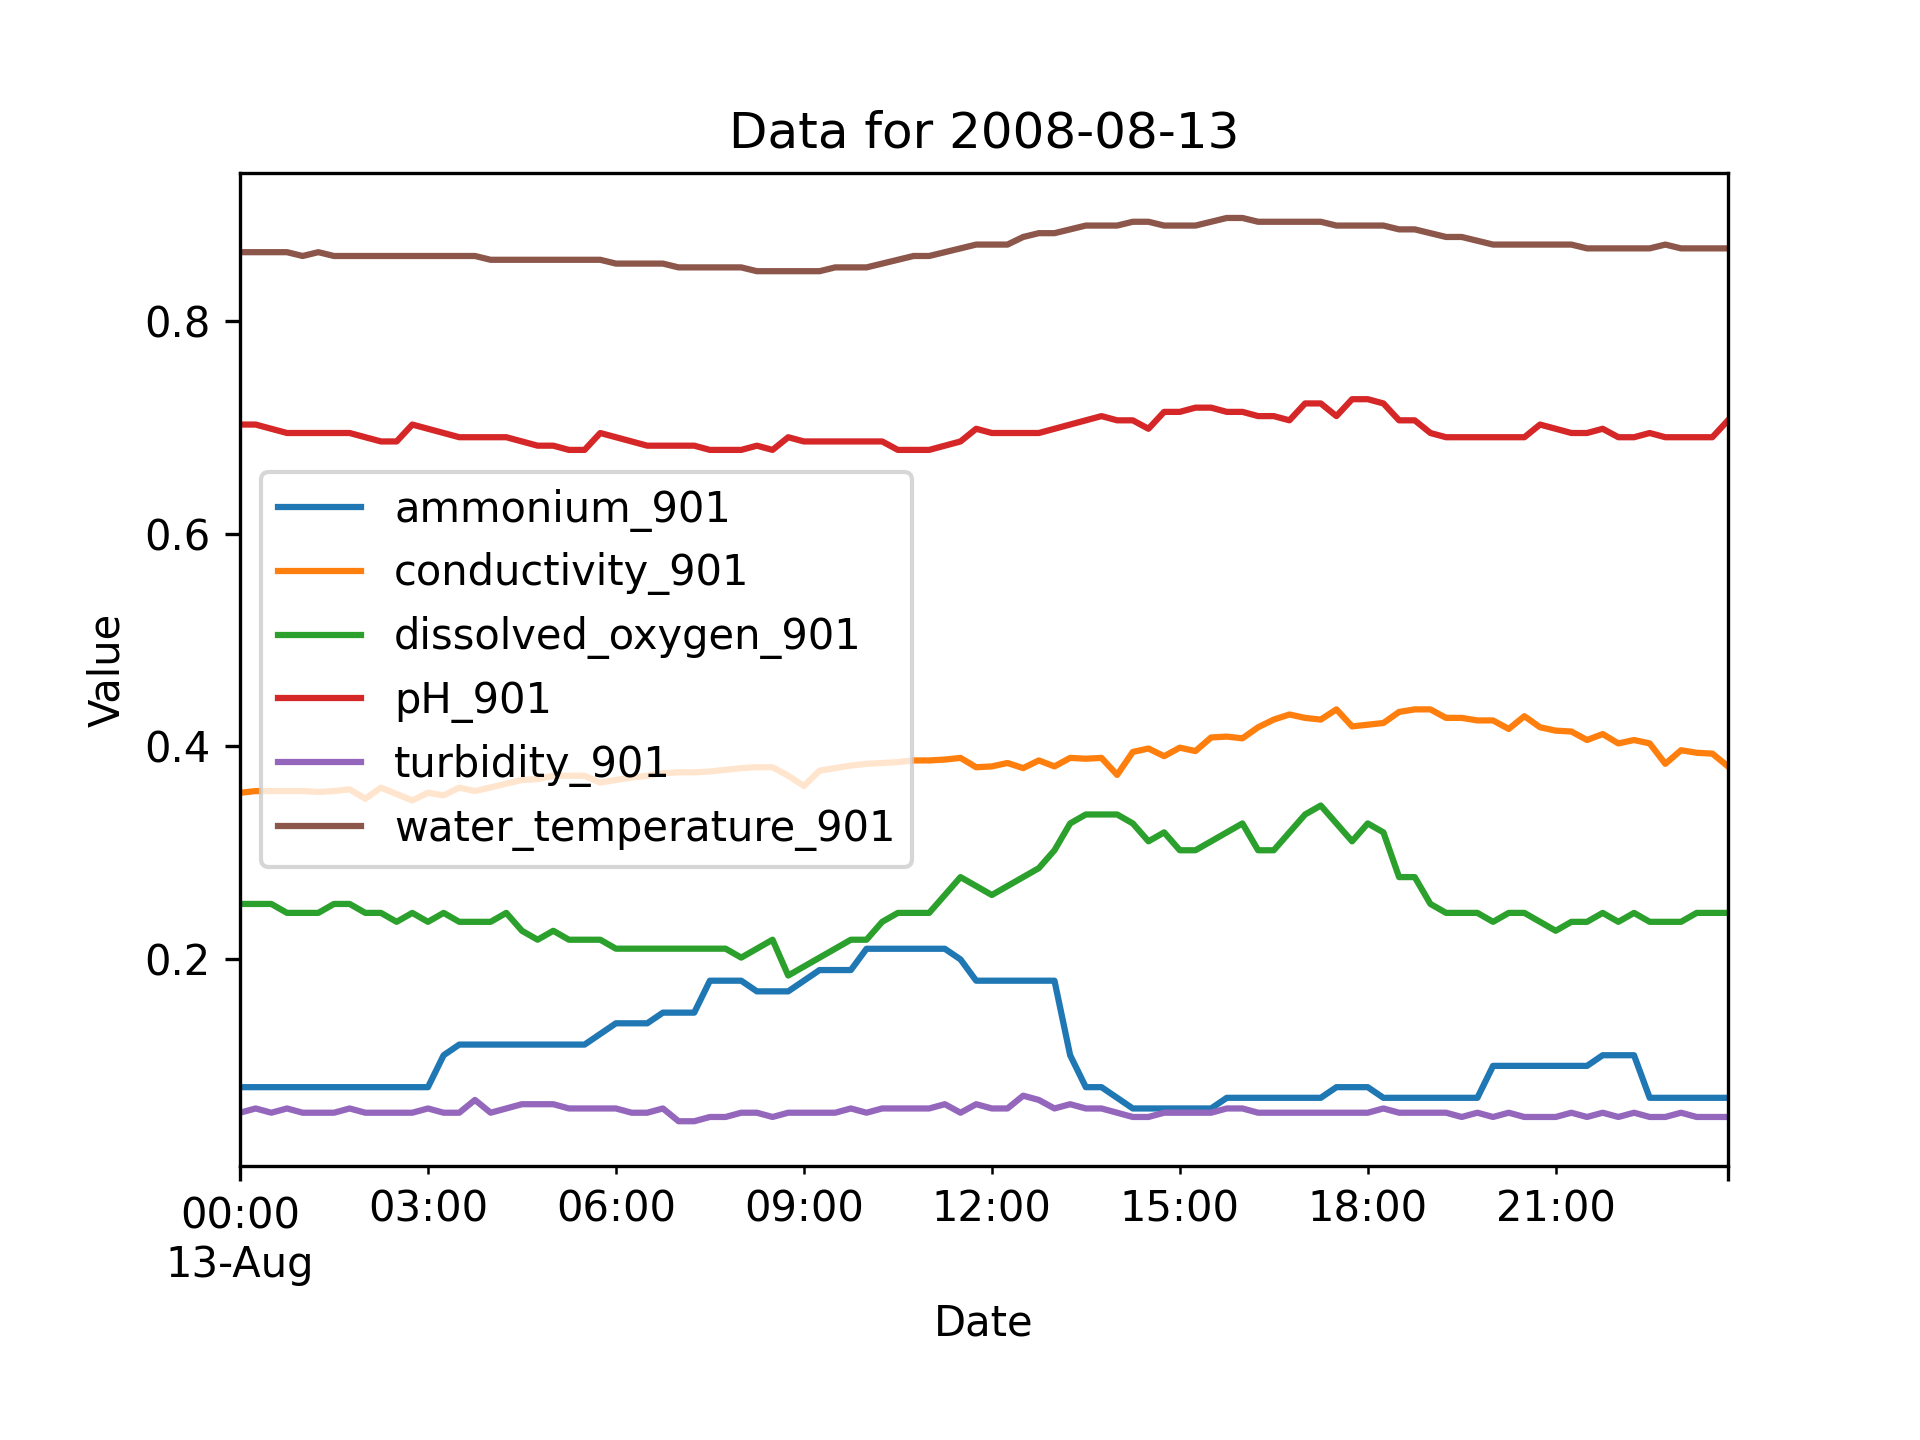 Data for 2008-08-13
Value
0.8
0.6
0.4
0.2
ammonium_901
conductivity_901
dissolved_oxygen_901
pH_901
turbidity_901
water_temperature_901
00:00 03:00 06:00 09:00 12:00 15:00 18:00 21:00
13-Aug
Date